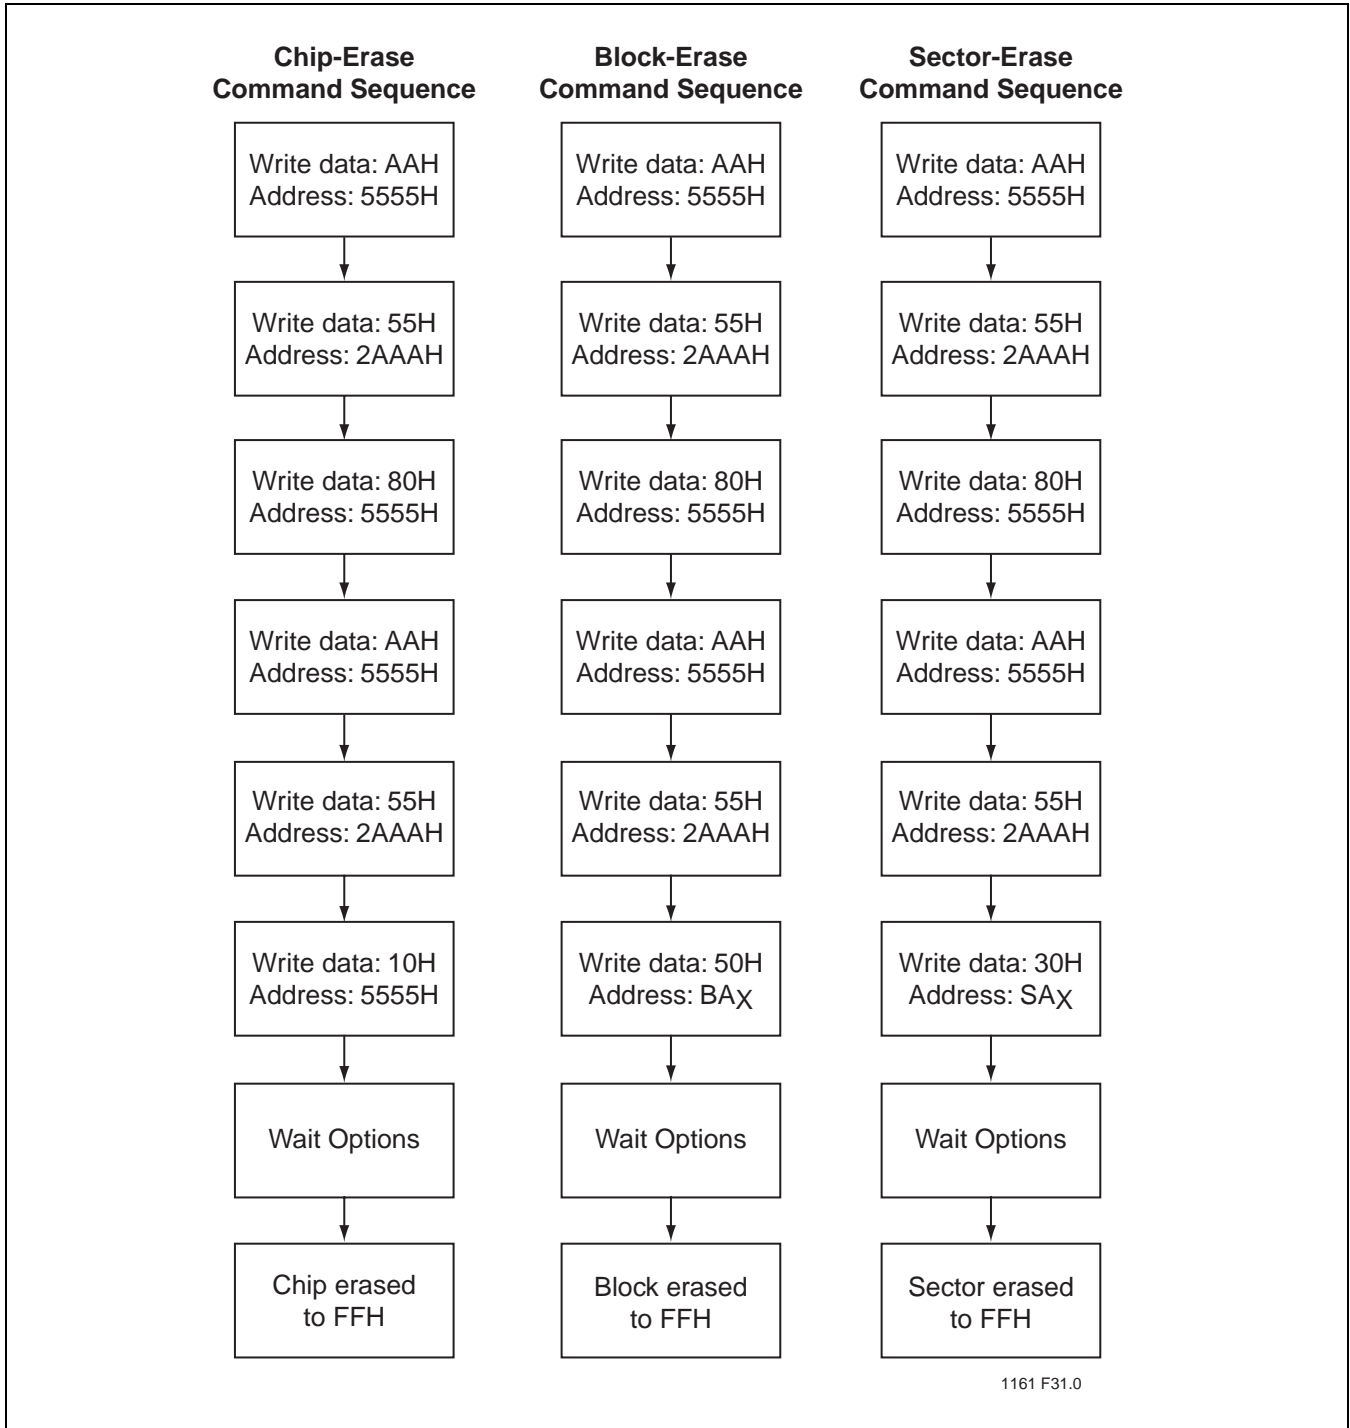 Chip-Erase
Command Sequence
Write data: AAH
Address: 5555H
Write data: 55H
Address: 2AAAH
Write data: 80H
Address: 5555H
Write data: AAH
Address: 5555H
Write data: 55H
Address: 2AAAH
Write data: 10H
Address: 5555H
Wait Options
Chip erased
to FFH
Block-Erase
Command Sequence
Write data: AAH
Address: 5555H
Write data: 55H
Address: 2AAAH
Write data: 80H
Address: 5555H
Write data: AAH
Address: 5555H
Write data: 55H
Address: 2AAAH
Write data: 50H
Address: BAX
Wait Options
Block erased
to FFH
Sector-Erase
Command Sequence
Write data: AAH
Address: 5555H
Write data: 55H
Address: 2AAAH
Write data: 80H
Address: 5555H
Write data: AAH
Address: 5555H
Write data: 55H
Address: 2AAAH
Write data: 30H
Address: SAX
Wait Options
Sector erased
to FFH
1161 F31.0